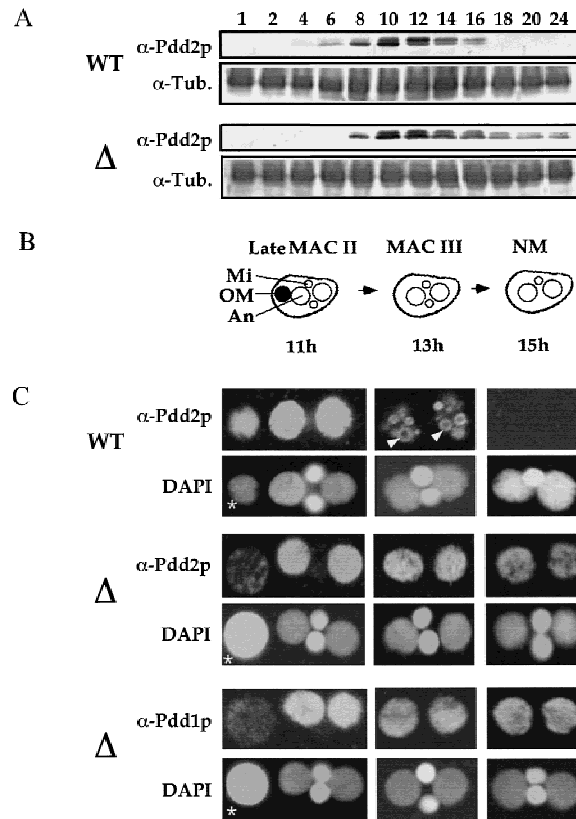 A
1 2 4 6 8 10 12 14 16 18 20 24
WT
α-Pdd2p
α-Tub.
Δ
α-Pdd2p
α-Tub.
B
Late MAC II MAC III NM
Mi
OM
An
11h 13h 15h
C
WT
α-Pdd2p
DAPI
*
Δ
α-Pdd2p
DAPI
*
Δ
α-Pdd1p
DAPI
*